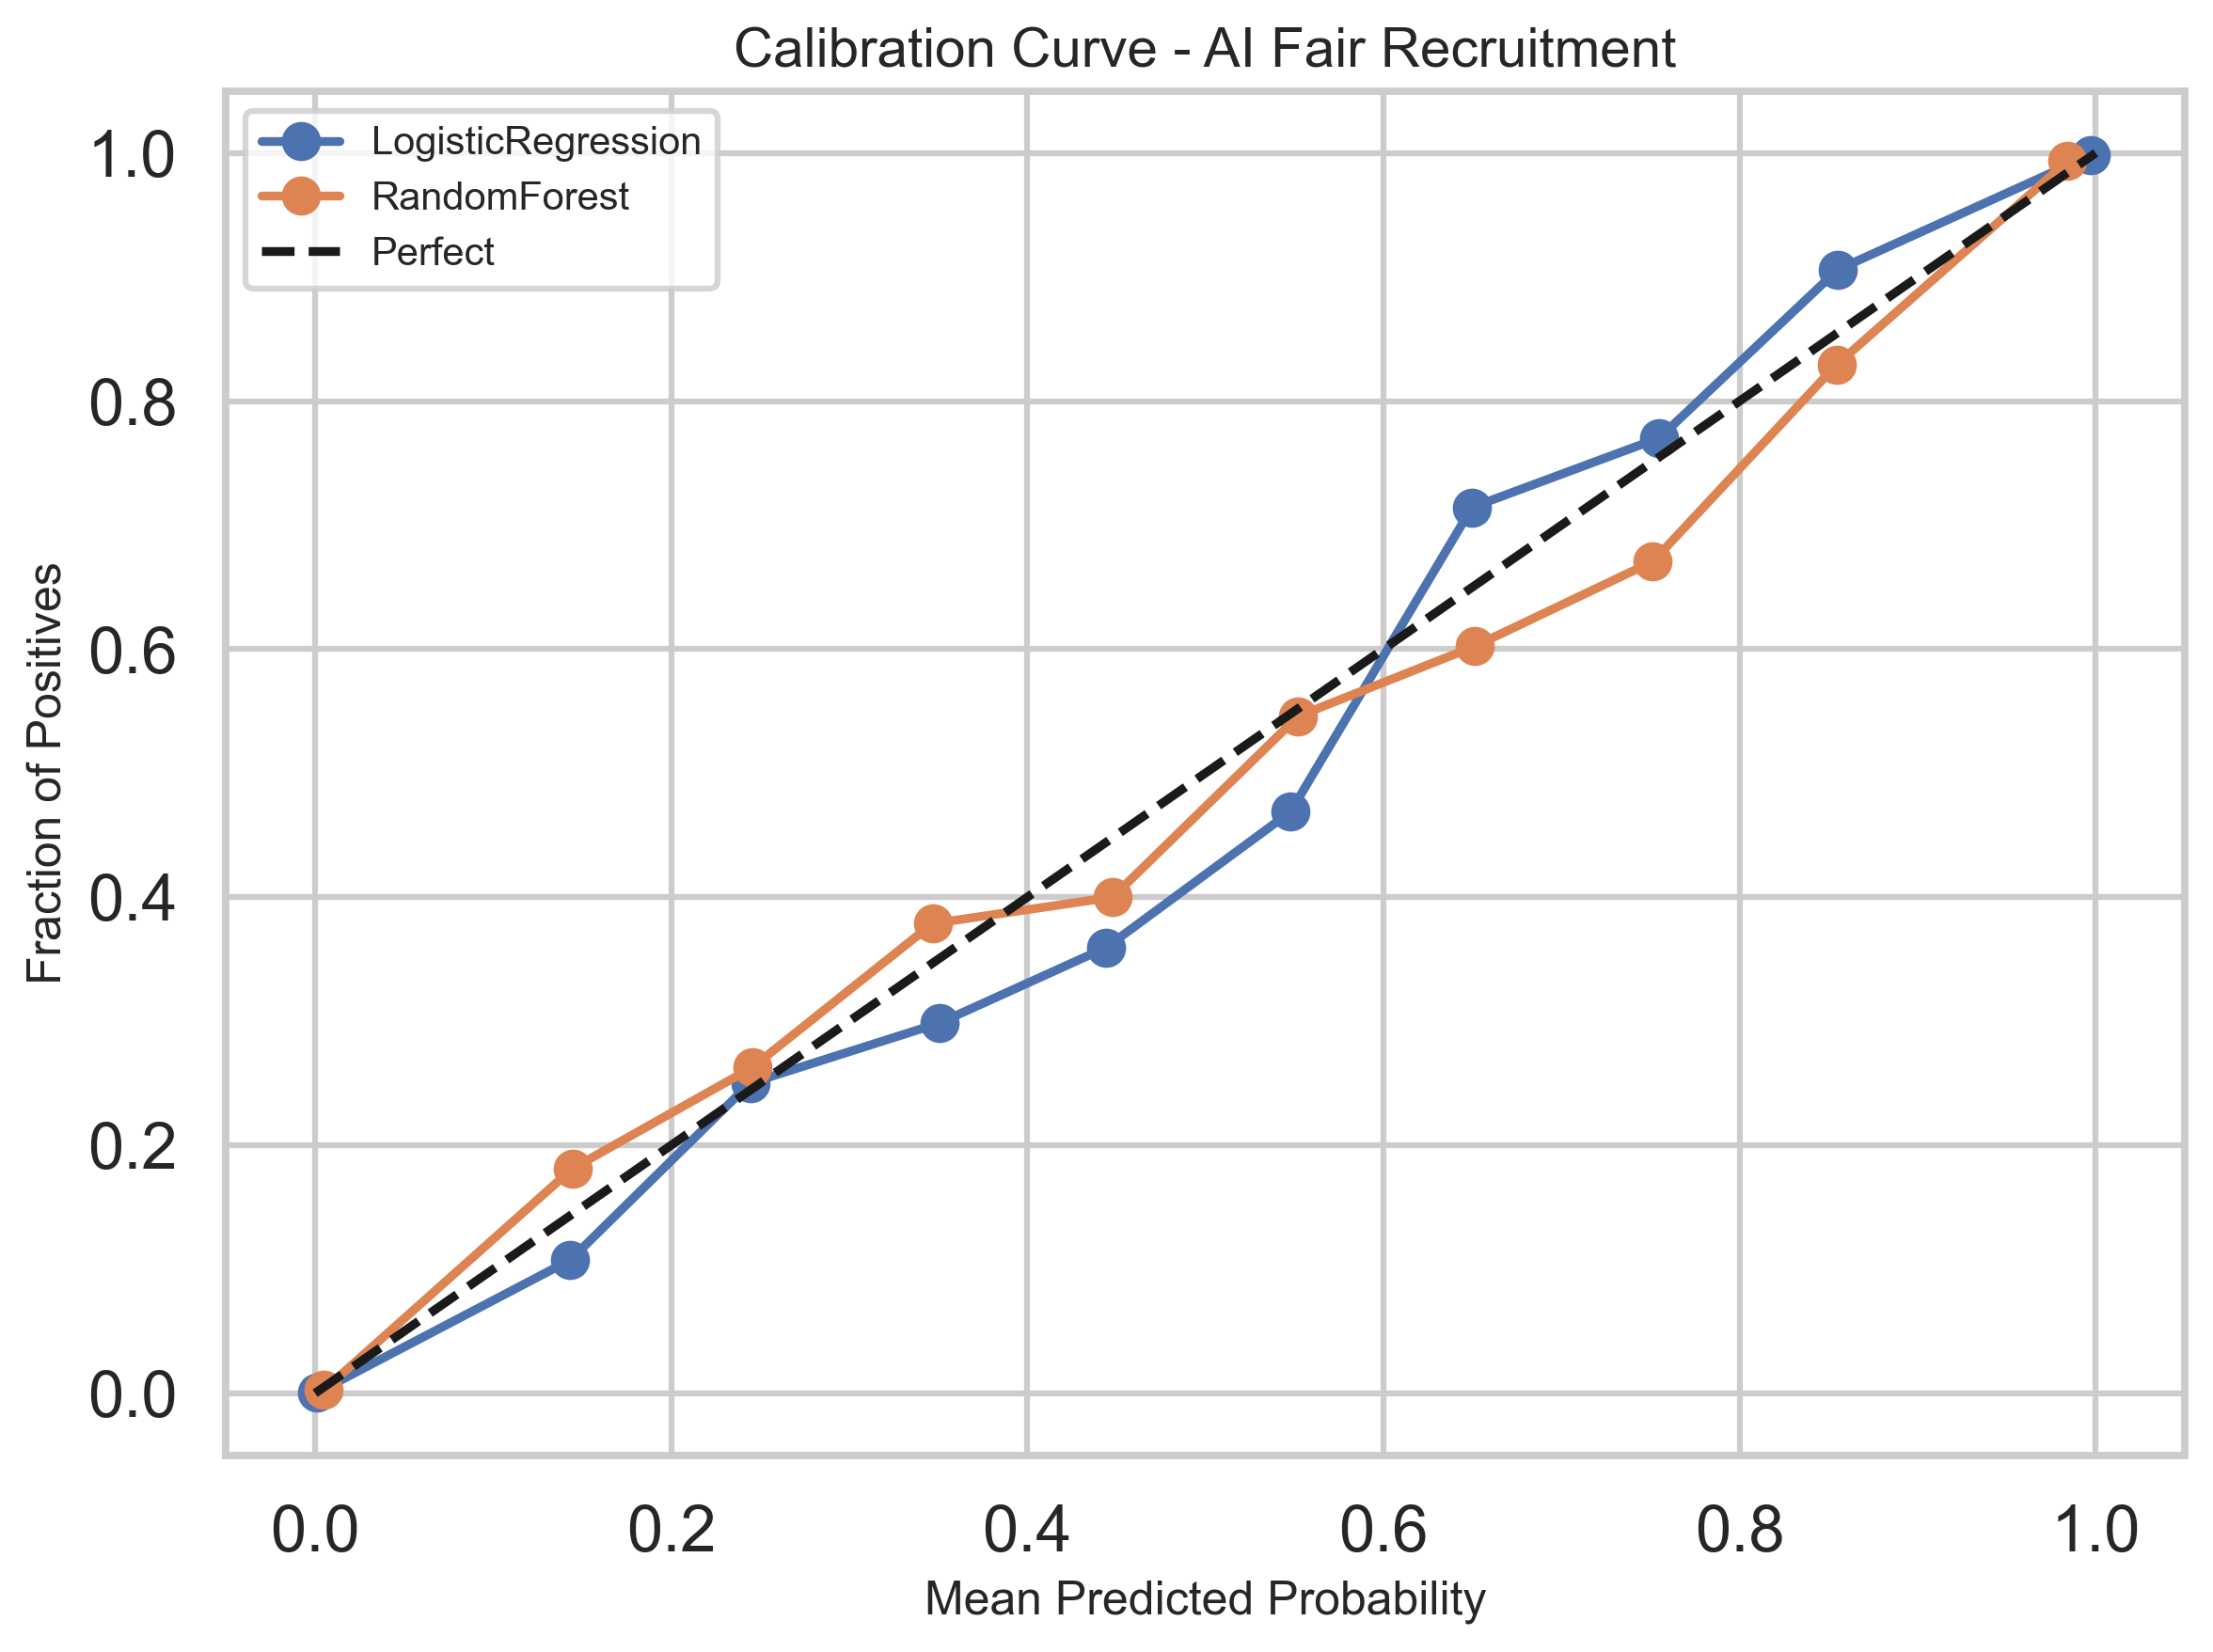 Calibration Curve - AI Fair Recruitment
LogisticRegression
RandomForest
Perfect
1.0
0.8
0.6
0.4
0.2
0.0
Fraction of Positives
0.0 0.2 0.4 0.6 0.8 1.0
Mean Predicted Probability